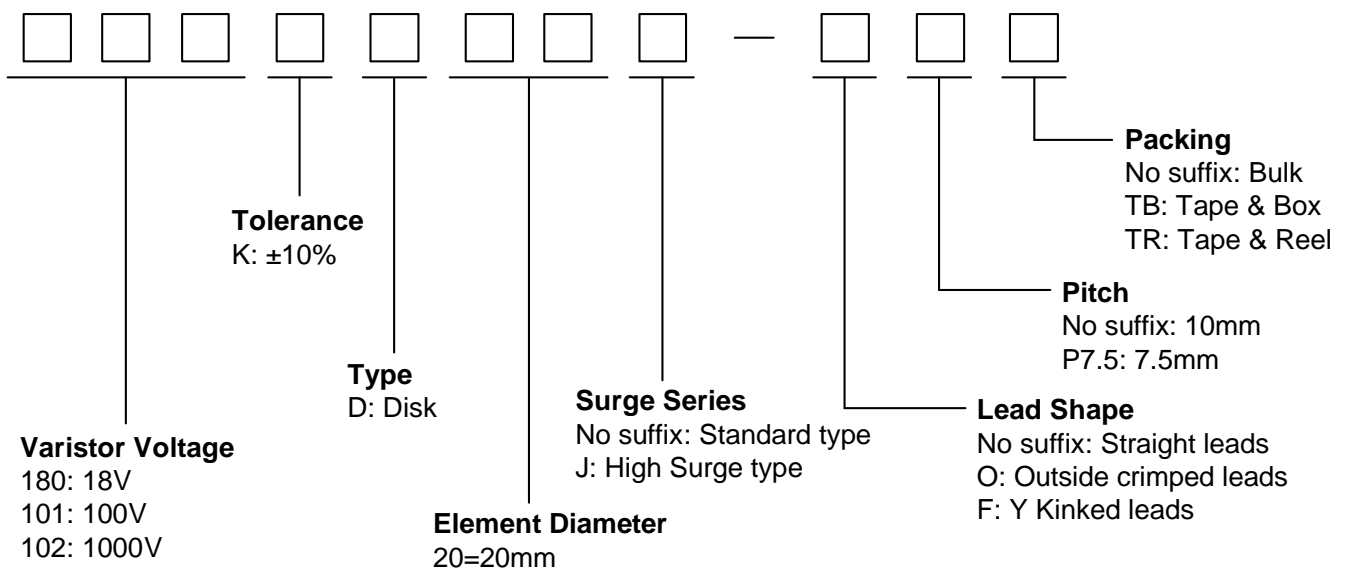 Packing
No suffix: Bulk
TB: Tape & Box
TR: Tape & Reel
Tolerance
K: ±10%
Pitch
No suffix: 10mm
P7.5: 7.5mm
Type
D: Disk
Surge Series
No suffix: Standard type
J: High Surge type
Lead Shape
No suffix: Straight leads
O: Outside crimped leads
F: Y Kinked leads
Varistor Voltage
180: 18V
101: 100V
102: 1000V
Element Diameter
20=20mm